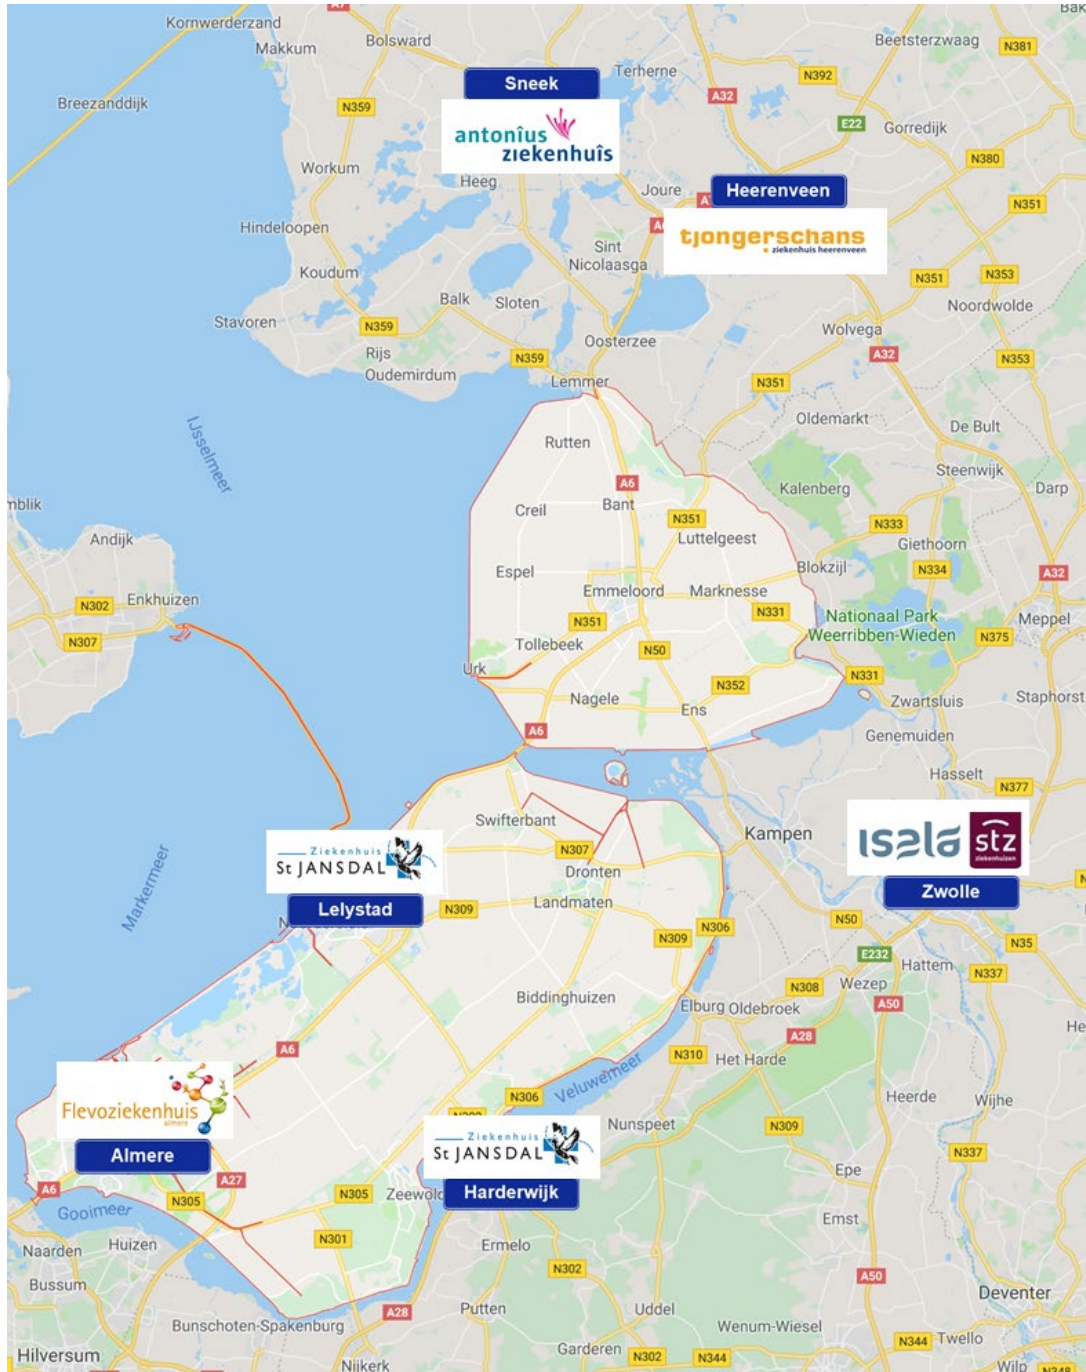 Kornwerderzand
A7
Bolsward
Makkum
Beetsterzwaag
N381
Terherne
N392
Sneek
A32
Breezanddijk
N359
antonius
ziekenhuis
E22
Gorredijk
N380
Workum
Heeg
Joure
Heerenveen
N351
Hindeloopen
tjongerschans
ziekenhuis heerenveen
Sint
Nicolaasga
Koudum
N351
N353
Balk
Sloten
Noordwolde
Stavoren
N359
Wolvega
Oosterzee
Rijs
N359
A32
N353
Oudemirdum
Lemmer
N351
Oldemarkt
De Bult
IJsselmeer
Rutten
Steenwijk
A6
Kalenberg
Darp
Creil
Bant
N351
N333
Andijk
Luttelgeest
Giethoorn
Espel
Blokzijl
N334
A32
Enkhuizen
Emmeloord
Marknesse
N302
N331
Nationaal Park
Weerribben-Wieden
Meppel
N307
N351
Tollebeek
N375
N50
Urk
N331
N352
Nagele
Ens
Zwartsluis
Staphorst
A6
Genemuiden
Hasselt
N377
Swifterbant
Kampen
Ziekenhuis
St JANSDAL
N307
isala
stz
ziekenhuizen
Dronten
Markermeer
Lelystad
N309
Landmaten
Zwolle
N50
N306
N309
N35
E232
Hattem
N337
N308
Wezep
Biddinghuizen
Elburg
Oldebroek
A50
A28
A6
N310
Het Harde
Veluwemeer
Flevoziekenhuis
almere
N306
Heerde
Wijhe
Nunspeet
N309
Ziekenhuis
St JANSDAL
Almere
N337
Epe
A27
A6
N305
N305
Harderwijk
Gooimeer
Emst
N301
Naarden
Huizen
Ermelo
N302
Bussum
A50
Deventer
A28
Putten
Uddel
Bunschoten-Spakenburg
Wenum-Wiesel
N344
Twello
Hilversum
Garderen
N302
N344
Nijkerk
Wilp
N348